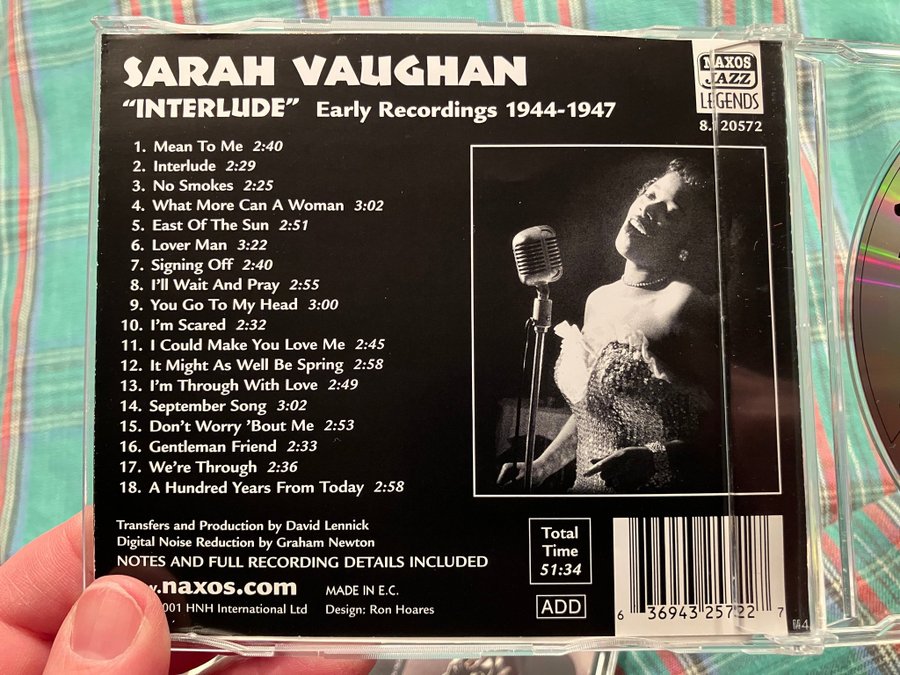 SARAH VAUGHAN
"INTERLUDE" Early Recordings 1944-1947
NAXOS
JAZZ
LEGENDS
8. 20572
1. Mean To Me 2:40
2. Interlude 2:29
3. No Smokes 2:25
4. What More Can A Woman 3:02
5. East Of The Sun 2:51
6. Lover Man 3:22
7. Signing Off 2:40
8. I'll Wait And Pray 2:55
9. You Go To My Head 3:00
10. I'm Scared 2:32
11. I Could Make You Love Me 2:45
12. It Might As Well Be Spring 2:58
13. I'm Through With Love 2:49
14. September Song 3:02
15. Don't Worry 'Bout Me 2:53
16. Gentleman Friend 2:33
17. We're Through 2:36
18. A Hundred Years From Today 2:58
Transfers and Production by David Lennick
Digital Noise Reduction by Graham Newton
NOTES AND FULL RECORDING DETAILS INCLUDED
.naxos.com MADE IN E.C.
001 HNH International Ltd Design: Ron Hoares
Total
Time
51:34
ADD
6 36943 25722 7